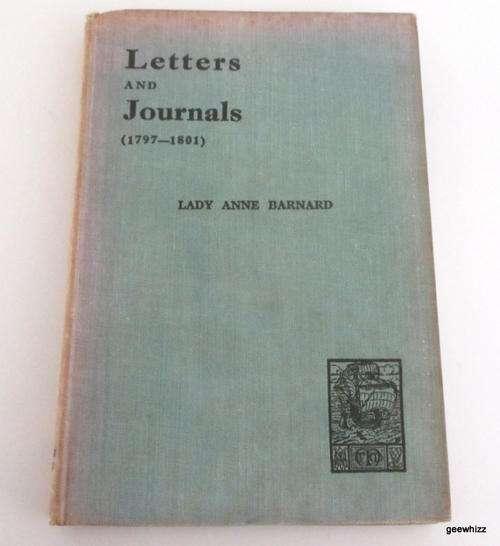 Letters
AND
Journals
(1797—1801)
LADY ANNE BARNARD
geewhizz